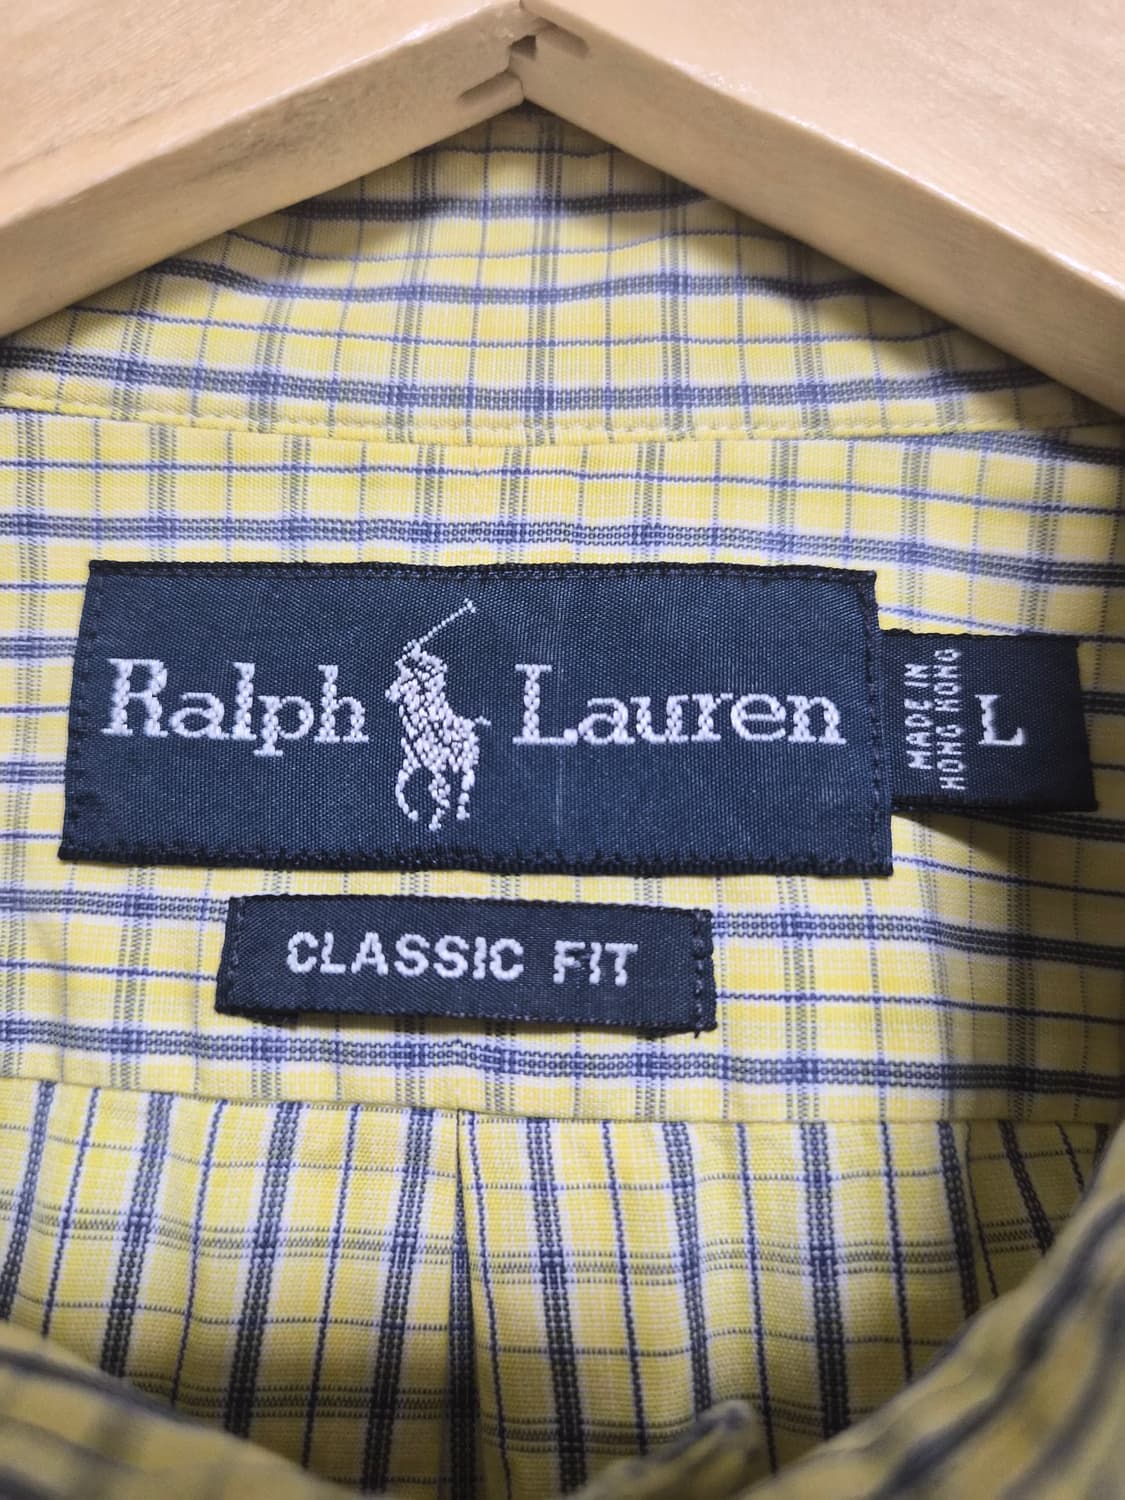 Ralph Lauren
MADE IN
HONG KONG
L
CLASSIC FIT